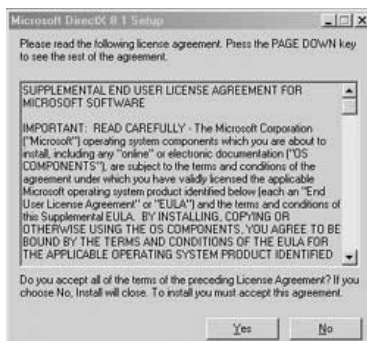 Microsoft DirectX 8.1 Setup
Please read the following license agreement. Press the PAGE DOWN key
to see the rest of the agreement.
SUPPLEMENTAL END USER LICENSE AGREEMENT FOR
MICROSOFT SOFTWARE
IMPORTANT: READ CAREFULLY - The Microsoft Corporation
("Microsoft") operating system components which you are about to
install, including any "online" or electronic documentation ("OS
COMPONENTS"), are subject to the terms and conditions of the
agreement under which you have validly licensed the applicable
Microsoft operating system product identified below (each an "End
User License Agreement" or "EULA") and the terms and conditions of
this Supplemental EULA. BY INSTALLING, COPYING OR
OTHERWISE USING THE OS COMPONENTS, YOU AGREE TO BE
BOUND BY THE TERMS AND CONDITIONS OF THE EULA FOR
THE APPLICABLE OPERATING SYSTEM PRODUCT IDENTIFIED
Do you accept all of the terms of the preceding License Agreement? If you
choose No, Install will close. To install you must accept this agreement.
Yes No